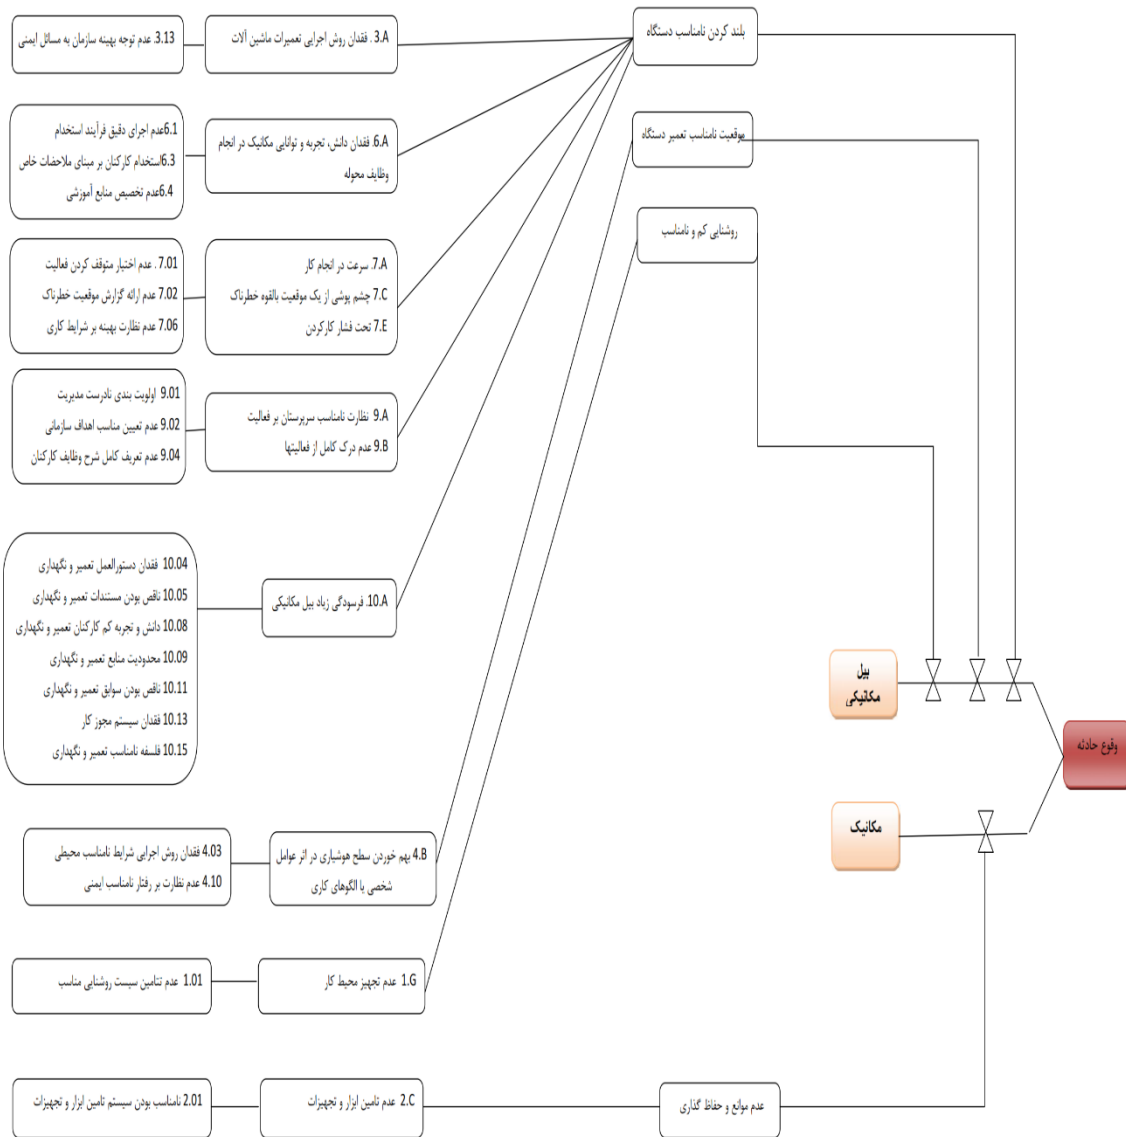 بلند کردن نامناسب دستگاه
3.A. فقدان روش اجرایی تعمیرات ماشین آلات
3.13. عدم توجه بهینه سازمان به مسائل ایمنی
موقعیت نامناسب تعمیر دستگاه
6.A. فقدان دانش، تجربه و توانایی مکانیک در انجام
وظایف محوله
6.1عدم اجرای دقیق فرآیند استخدام
6.3استخدام کارکنان بر مبنای ملاحضات خاص
6.4عدم تخصیص منابع آموزشی
روشنایی کم و نامناسب
7.A. سرعت در انجام کار
7.C چشم پوشی از یک موقعیت بالقوه خطرناک
7.E تحت فشار کارکردن
7.01. عدم اختیار متوقف کردن فعالیت
7.02 عدم ارائه گزارش موقعیت خطرناک
7.06 عدم نظارت بهینه بر شرایط کاری
9.A نظارت نامناسب سرپرستان بر فعالیت
9.B عدم درک کامل از فعالیتها
9.01 اولویت بندی نادرست مدیریت
9.02 عدم تعیین مناسب اهداف سازمانی
9.04 عدم تعریف کامل شرح وظایف کارکنان
10.A. فرسودگی زیاد بیل مکانیکی
10.04 فقدان دستورالعمل تعمیر و نگهداری
10.05 ناقص بودن مستندات تعمیر و نگهداری
10.08 دانش و تجربه کم کارکنان تعمیر و نگهداری
10.09 محدودیت منابع تعمیر و نگهداری
10.11 ناقص بودن سوابق تعمیر و نگهداری
10.13 فقدان سیستم مجوز کار
10.15 فلسفه نامناسب تعمیر و نگهداری
بیل
مکانیکی
وقوع حادثه
مکانیک
4.B بهم خوردن سطح هوشیاری در اثر عوامل
شخصی یا الگوهای کاری
4.03 فقدان روش اجرایی شرایط نامناسب محیطی
4.10 عدم نظارت بر رفتار نامناسب ایمنی
1.G عدم تجهیز محیط کار
1.01 عدم تتامین سیست روشنایی مناسب
عدم موانع و حفاظ گذاری
2.C عدم تامین ابزار و تجهیزات
2.01 نامناسب بودن سیستم تامین ابزار و تجهیزات